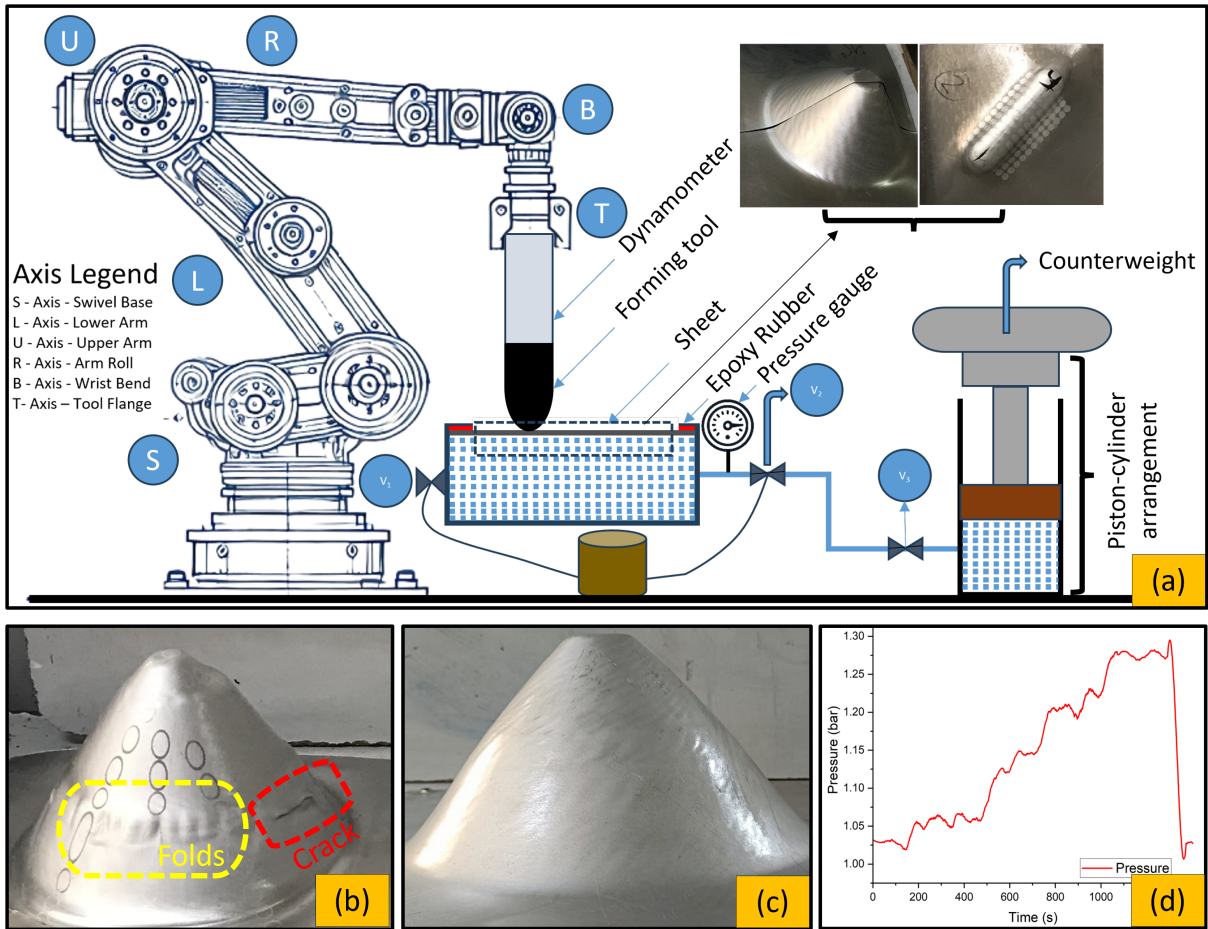 U
R
B
T
L
S
Axis Legend
S - Axis - Swivel Base
L - Axis - Lower Arm
U - Axis - Upper Arm
R - Axis - Arm Roll
B - Axis - Wrist Bend
T- Axis – Tool Flange
Dynamometer
Forming tool
Sheet
Epoxy Rubber
Pressure gauge
Counterweight
V1
V2
V3
Piston-cylinder
arrangement
(a)
Folds
Crack
(b)
(c)
1.30
1.25
1.20
1.15
1.10
1.05
1.00
Pressure (bar)
0
200
400
600
800
1000
Time (s)
Pressure
(d)